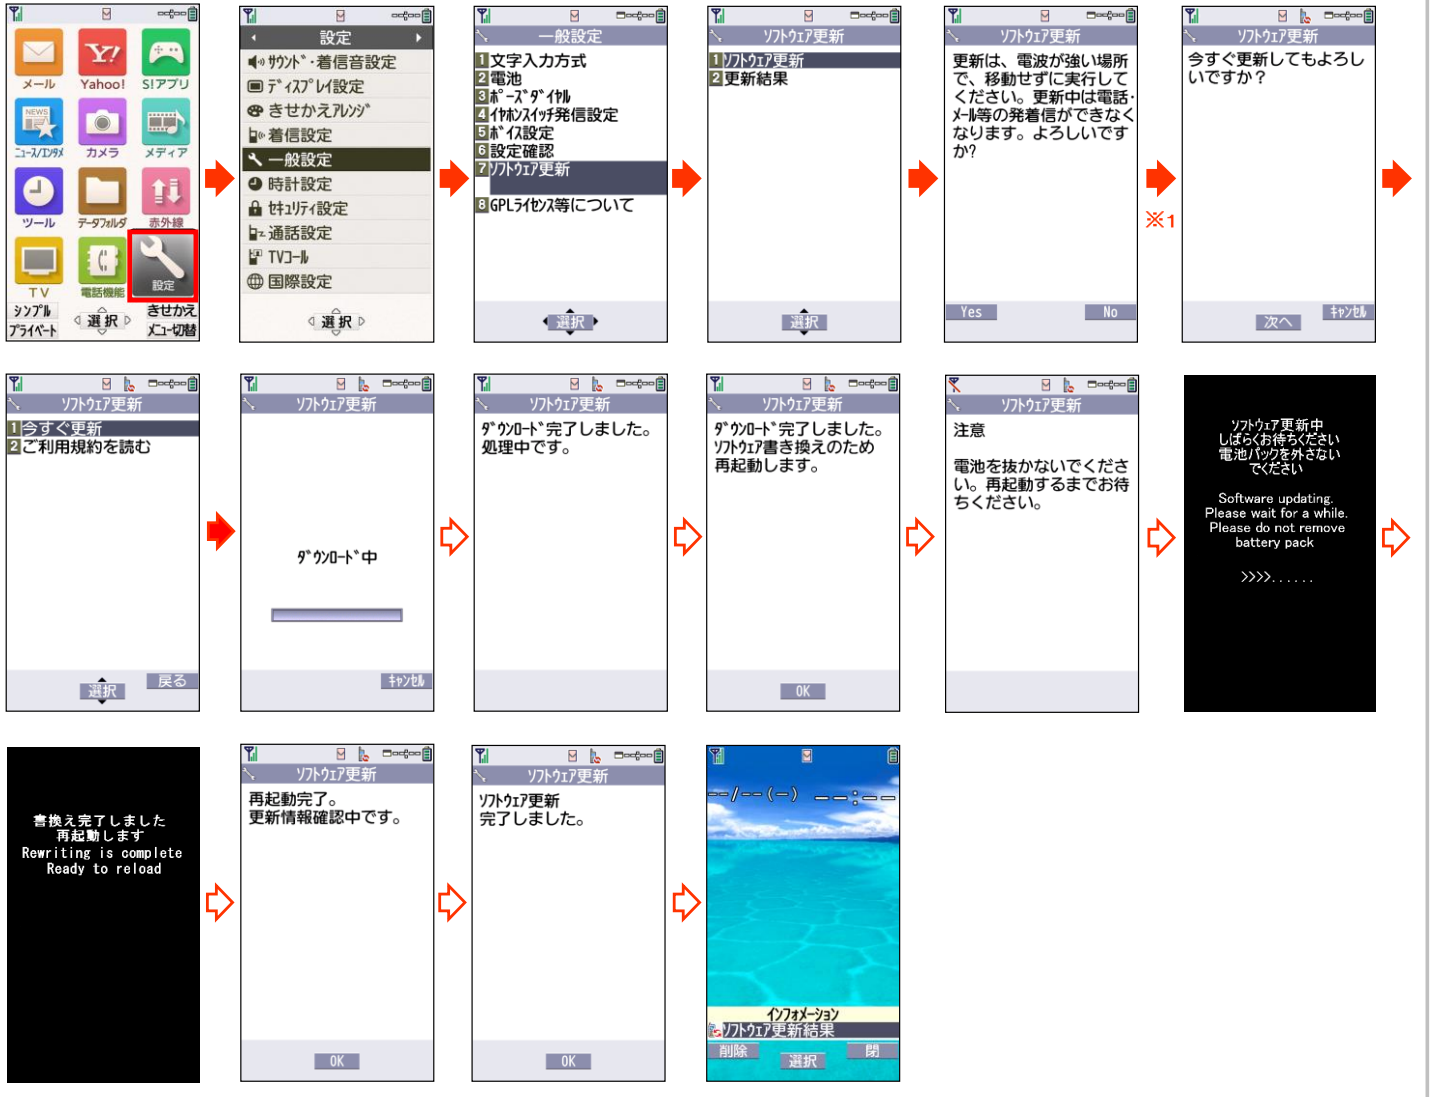 メール
Yahoo!
S!アプリ
NEWS
ﾆｭｰｽ/ｴﾝﾀﾒ
カメラ
メディア
ツール
ﾃﾞｰﾀﾌｫﾙﾀﾞ
赤外線
TV
電話機能
設定
シンプル
選択
きせかえ
プライベート
ﾒﾆｭｰ切替
設定
ｻｳﾝﾄﾞ・着信音設定
ﾃﾞｨｽﾌﾟﾚｲ設定
きせかえｱﾚﾝｼﾞ
着信設定
一般設定
時計設定
ｾｷｭﾘﾃｨ設定
通話設定
TVｺｰﾙ
国際設定
選択
一般設定
1文字入力方式
2電池
3ﾎﾟｰｽﾞﾀﾞｲﾔﾙ
4ｲﾔﾎﾝｽｲｯﾁ発信設定
5ﾎﾞｲｽ設定
6設定確認
7ｿﾌﾄｳｪｱ更新
8GPLﾗｲｾﾝｽ等について
選択
ｿﾌﾄｳｪｱ更新
1ｿﾌﾄｳｪｱ更新
2更新結果
選択
ｿﾌﾄｳｪｱ更新
更新は、電波が強い場所
で、移動せずに実行して
ください。更新中は電話･
ﾒｰﾙ等の発着信ができなく
なります。よろしいです
か?
Yes
No
※1
ｿﾌﾄｳｪｱ更新
今すぐ更新してもよろし
いですか？
次へ
ｷｬﾝｾﾙ
ｿﾌﾄｳｪｱ更新
1今すぐ更新
2ご利用規約を読む
選択
戻る
ｿﾌﾄｳｪｱ更新
ﾀﾞｳﾝﾛｰﾄﾞ中
ｷｬﾝｾﾙ
ｿﾌﾄｳｪｱ更新
ﾀﾞｳﾝﾛｰﾄﾞ完了しました。
処理中です。
ｿﾌﾄｳｪｱ更新
ﾀﾞｳﾝﾛｰﾄﾞ完了しました。
ｿﾌﾄｳｪｱ書き換えのため
再起動します。
OK
ｿﾌﾄｳｪｱ更新
注意
電池を抜かないでくださ
い。再起動するまでお待
ちください。
ｿﾌﾄｳｪｱ更新中
しばらくお待ちください
電池パックを外さない
でください
Software updating.
Please wait for a while.
Please do not remove
battery pack
>>>>......
書換え完了しました
再起動します
Rewriting is complete
Ready to reload
ｿﾌﾄｳｪｱ更新
再起動完了。
更新情報確認中です。
OK
ｿﾌﾄｳｪｱ更新
ｿﾌﾄｳｪｱ更新
完了しました。
OK
--/--(-) --:--
ｲﾝﾌｫﾒｰｼｮﾝ
ｿﾌﾄｳｪｱ更新結果
削除
選択
閉